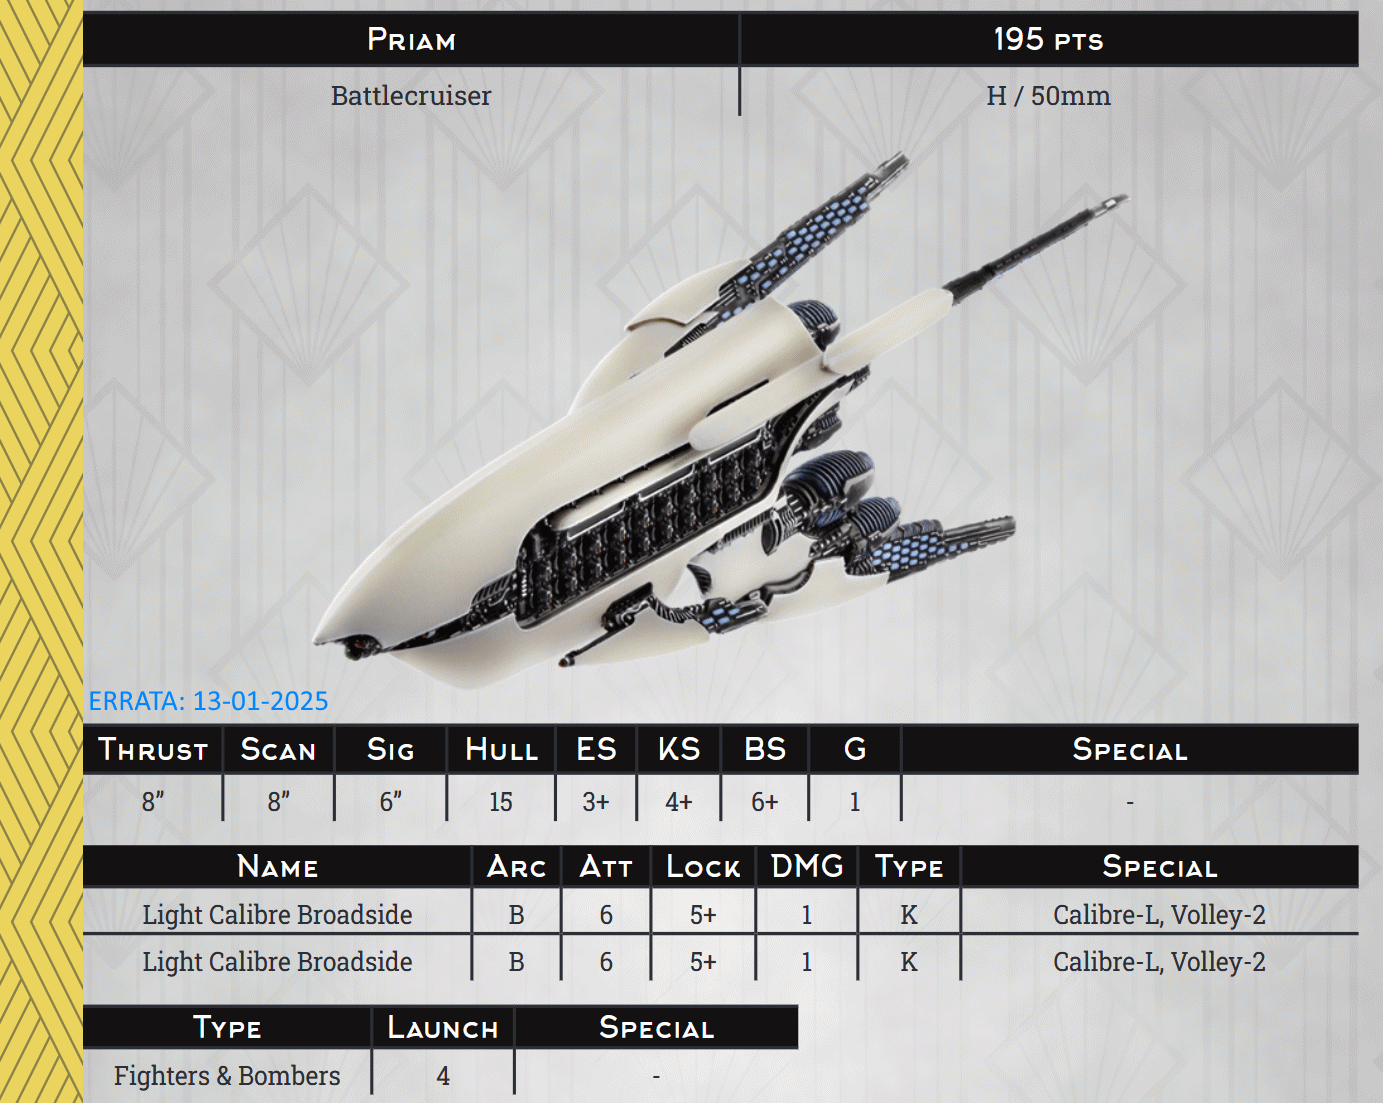 Priam 195 pts
Battlecruiser H / 50mm
ERRATA: 13-01-2025
Thrust Scan Sig Hull ES KS BS G Special
8” 8” 6” 15 3+ 4+ 6+ 1 -
Name Arc Att Lock DMG Type Special
Light Calibre Broadside B 6 5+ 1 K Calibre-L, Volley-2
Light Calibre Broadside B 6 5+ 1 K Calibre-L, Volley-2
Type Launch Special
Fighters & Bombers 4 -